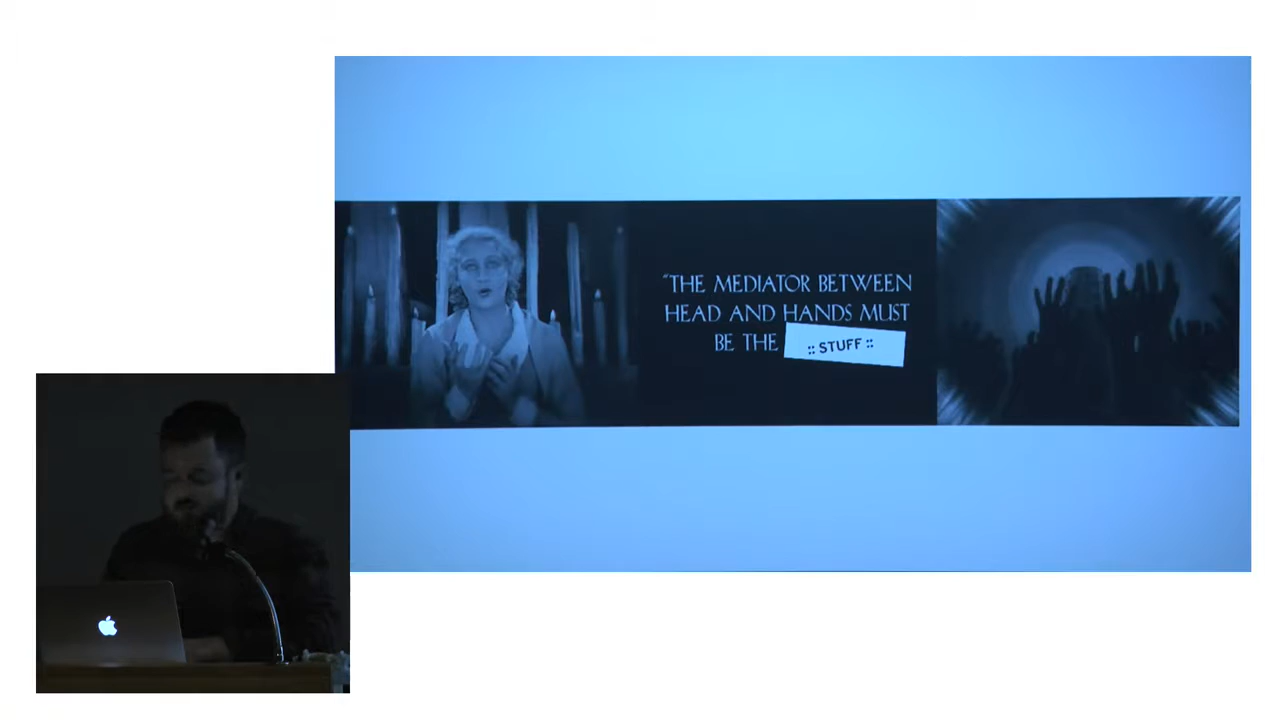 "THE MEDIATOR BETWEEN
HEAD AND HANDS MUST
BE THE :: STUFF ::